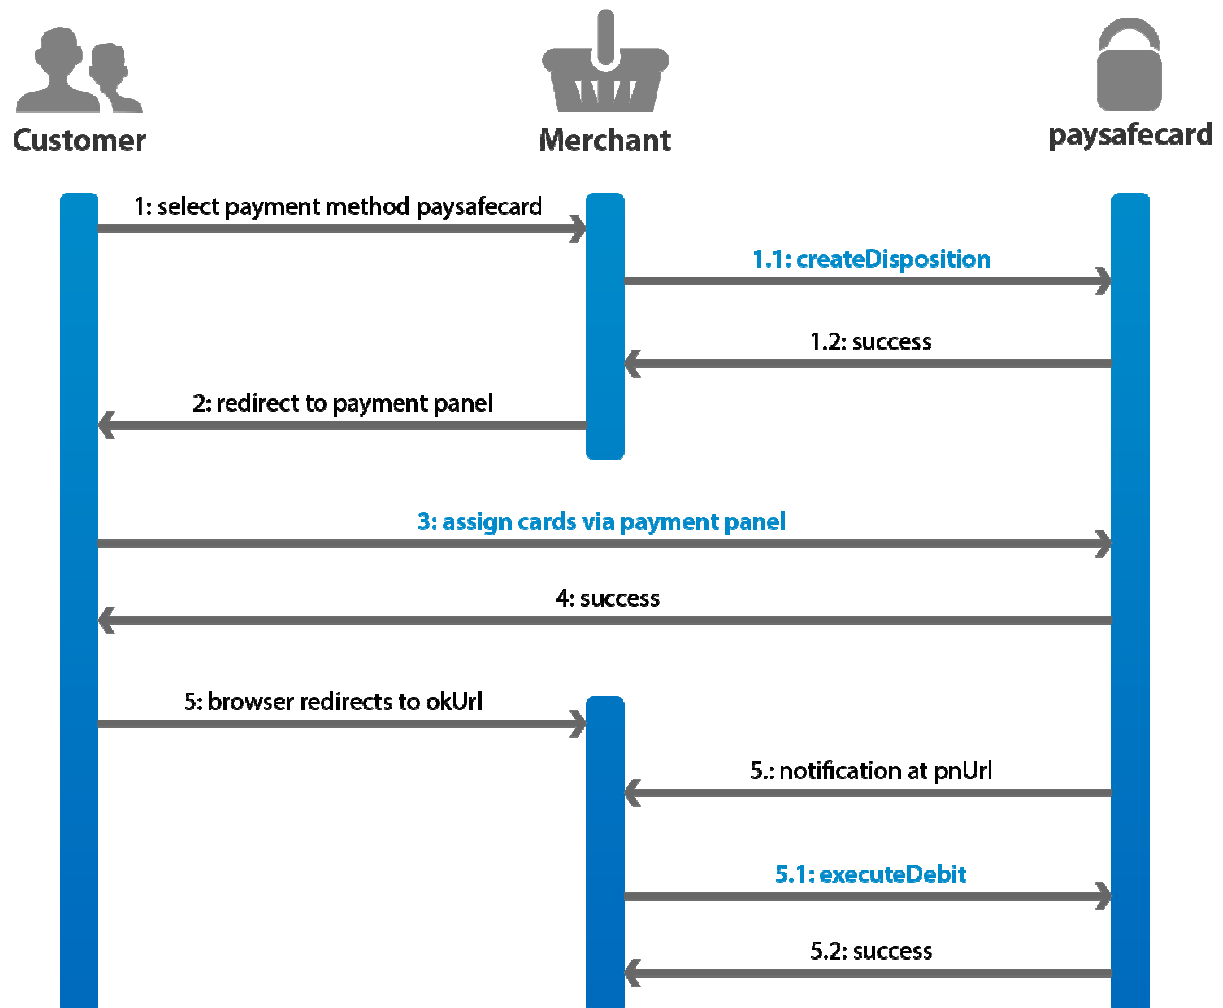 Customer
Merchant
paysafecard
1: select payment method paysafecard
1.1: createDisposition
1.2: success
2: redirect to payment panel
3: assign cards via payment panel
4: success
5: browser redirects to okUrl
5.: notification at pnUrl
5.1: executeDebit
5.2: success